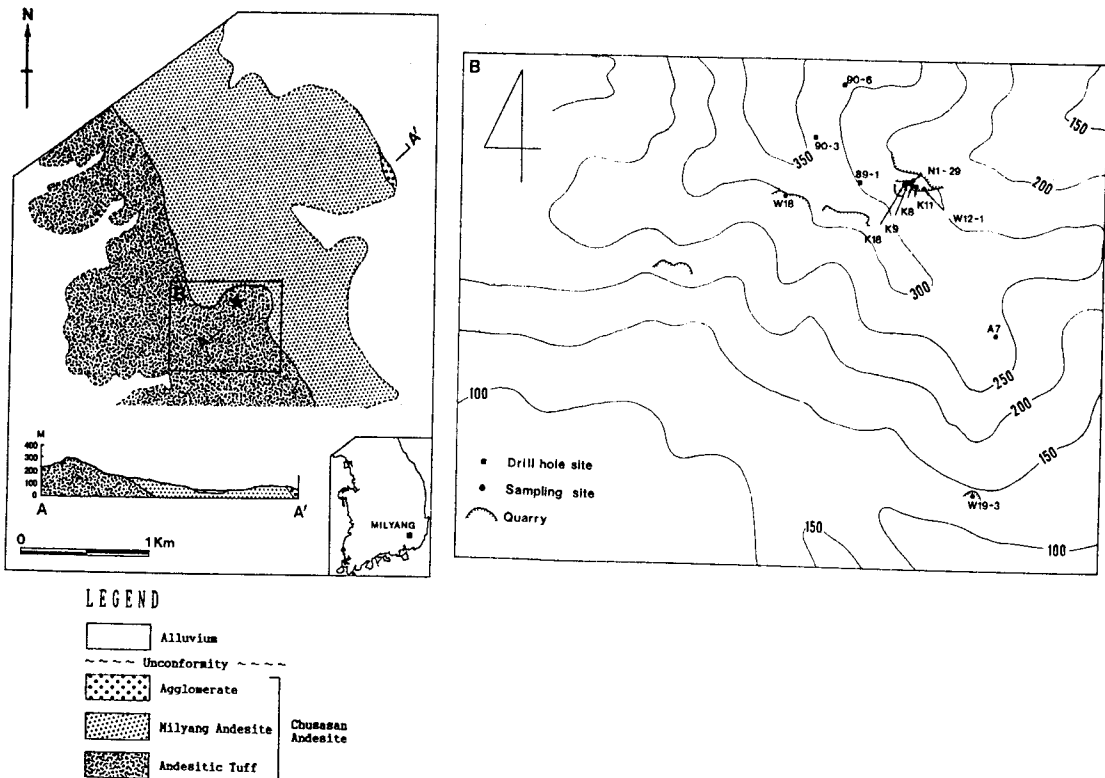 N
A'
B
M
400
300
200
100
0
A
A'
0
1 Km
MILYANG
B
90-6
150
350
90-3
200
N1-29
89-1
W18
K11
K8
W12-1
K9
K18
300
A7
250
100
200
150
Drill hole site
Sampling site
Quarry
W19-3
150
100
LEGEND
Alluvium
Unconformity
Agglomerate
Milyang Andesite
Chusasan
Andesite
Andesitic Tuff